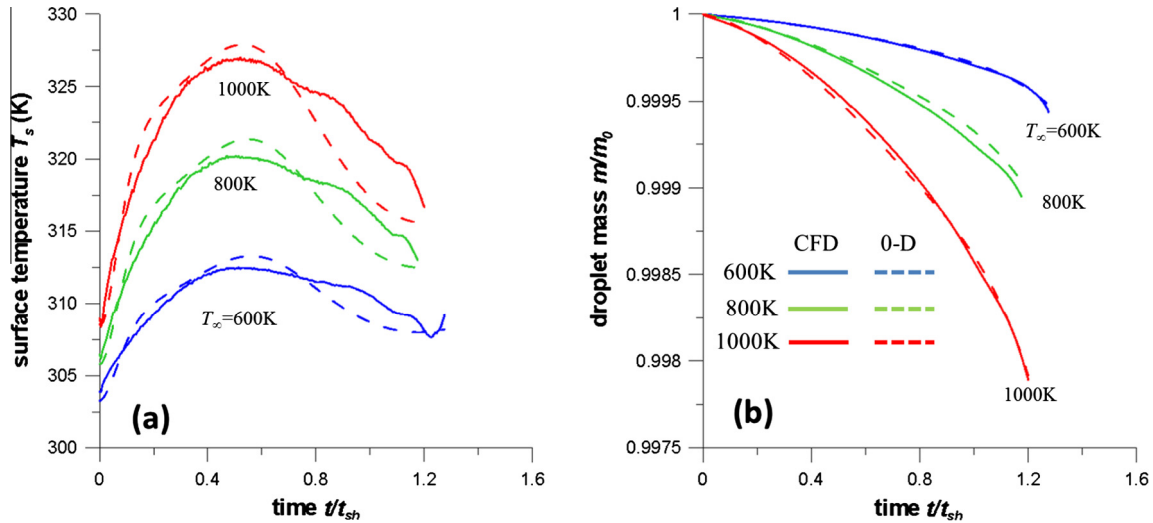 330
325
320
315
310
305
300
surface temperature Ts (K)
1000K
800K
T∞=600K
(a)
0
0.4
0.8
1.2
1.6
time t/tsh
1
0.9995
0.999
0.9985
0.998
0.9975
droplet mass m/m0
T∞=600K
800K
CFD 0-D
600K
800K
1000K
1000K
(b)
0
0.4
0.8
1.2
1.6
time t/tsh